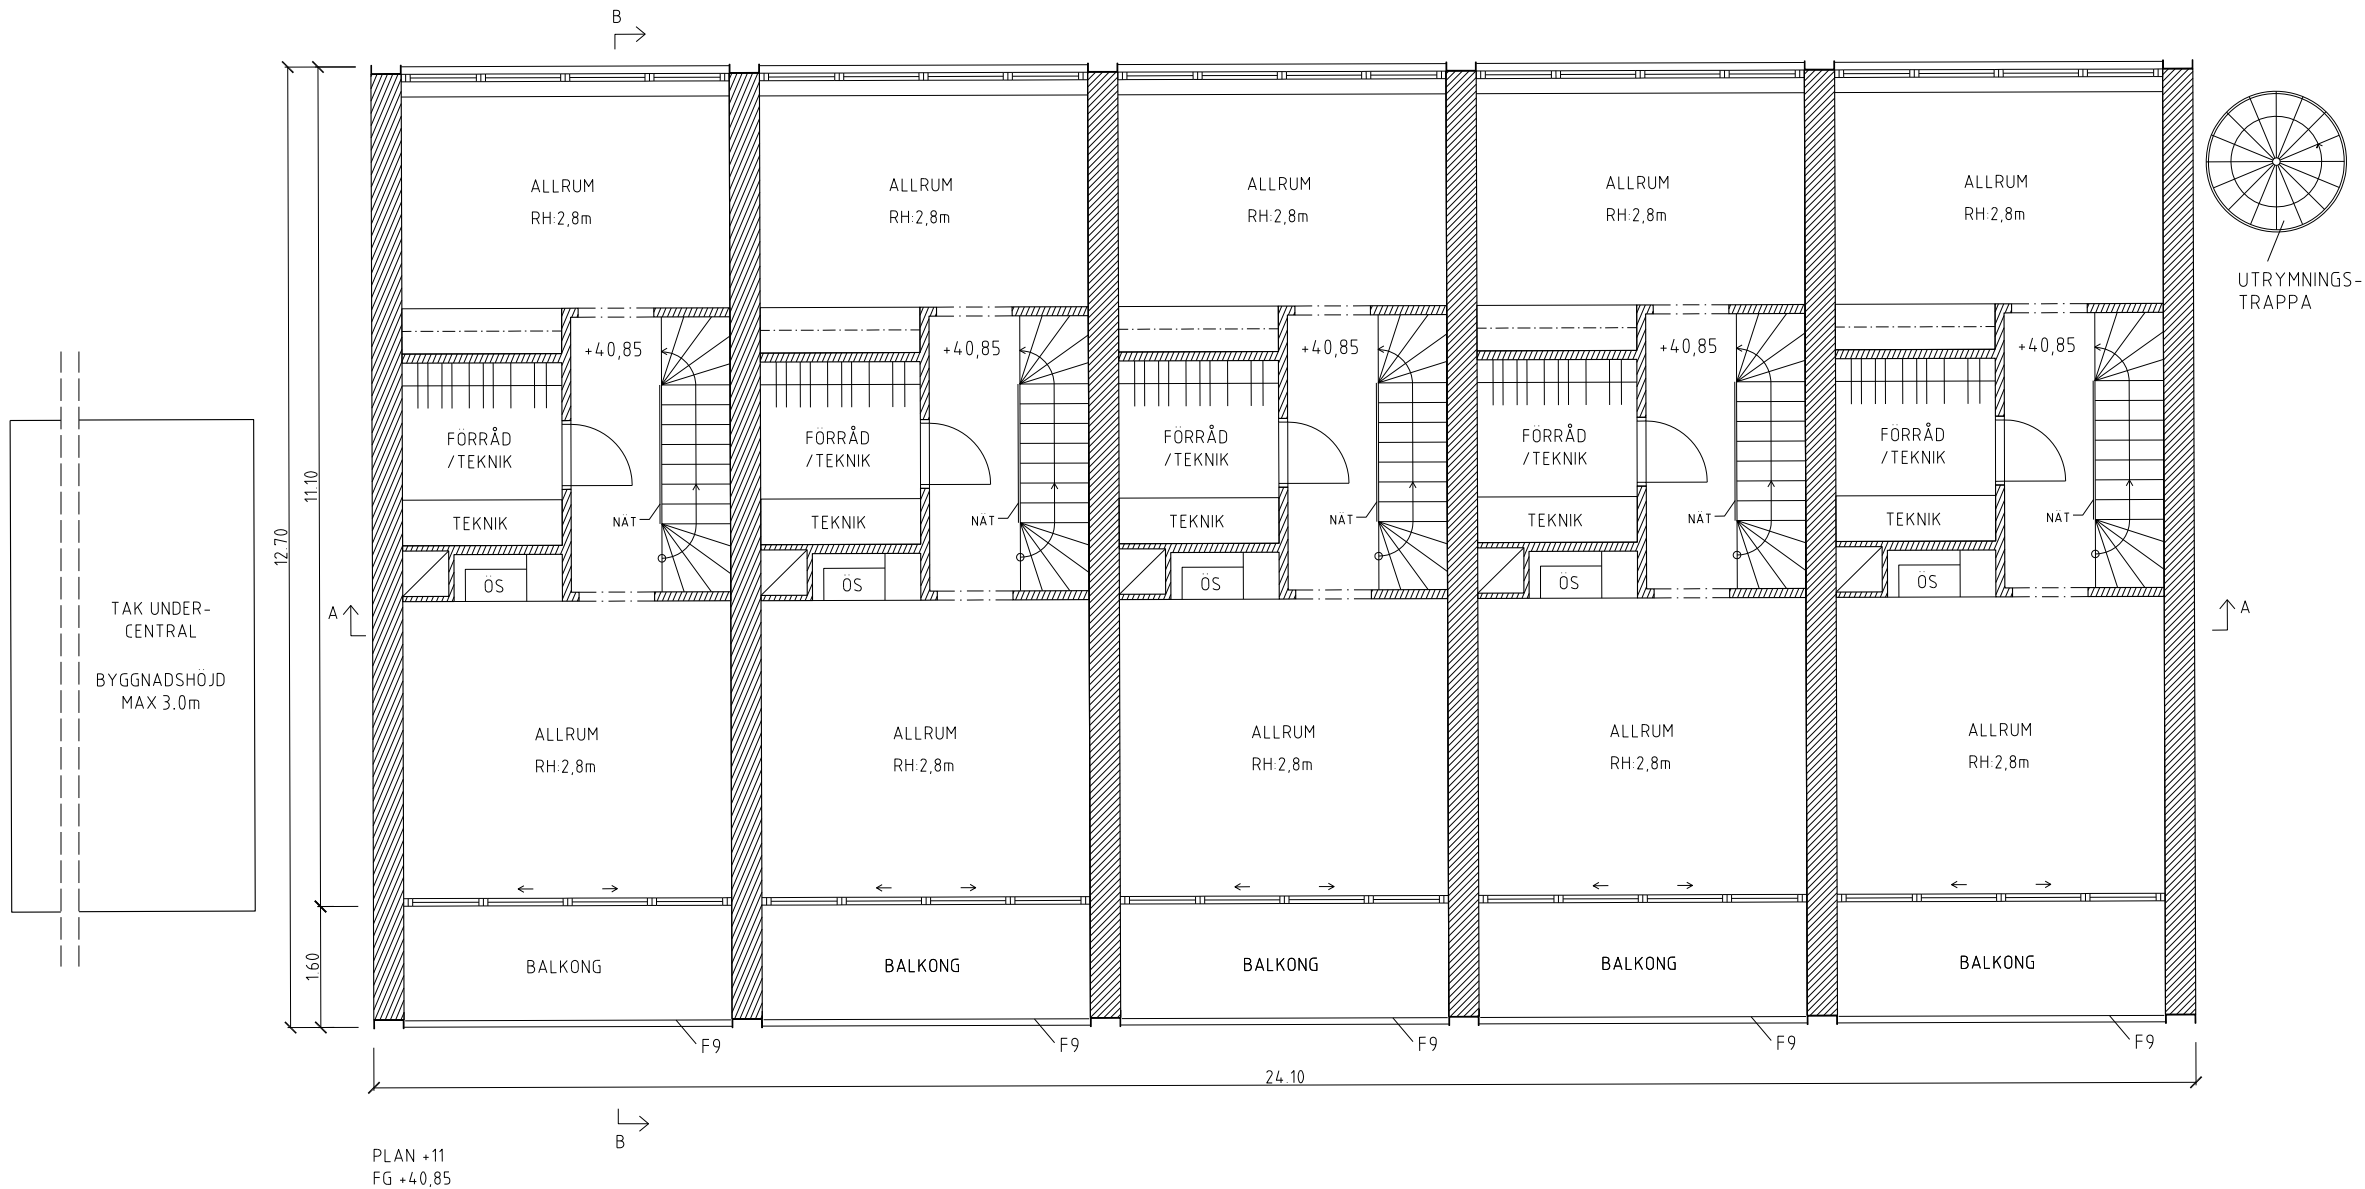 B
ALLRUM
RH:2,8m
ALLRUM
RH:2,8m
ALLRUM
RH:2,8m
ALLRUM
RH:2,8m
ALLRUM
RH:2,8m
UTRYMNINGS-
TRAPPA
+40,85
+40,85
+40,85
+40,85
+40,85
FÖRRÅD
/TEKNIK
FÖRRÅD
/TEKNIK
FÖRRÅD
/TEKNIK
FÖRRÅD
/TEKNIK
FÖRRÅD
/TEKNIK
11.10
12.70
TEKNIK
NÄT
TEKNIK
NÄT
TEKNIK
NÄT
TEKNIK
NÄT
TEKNIK
NÄT
ÖS
ÖS
ÖS
ÖS
ÖS
TAK UNDER-
CENTRAL
BYGGNADSHÖJD
MAX 3.0m
A
A
ALLRUM
RH:2,8m
ALLRUM
RH:2,8m
ALLRUM
RH:2,8m
ALLRUM
RH:2,8m
ALLRUM
RH:2,8m
1.60
BALKONG
BALKONG
BALKONG
BALKONG
BALKONG
F9
F9
F9
F9
F9
24.10
B
PLAN +11
FG +40,85